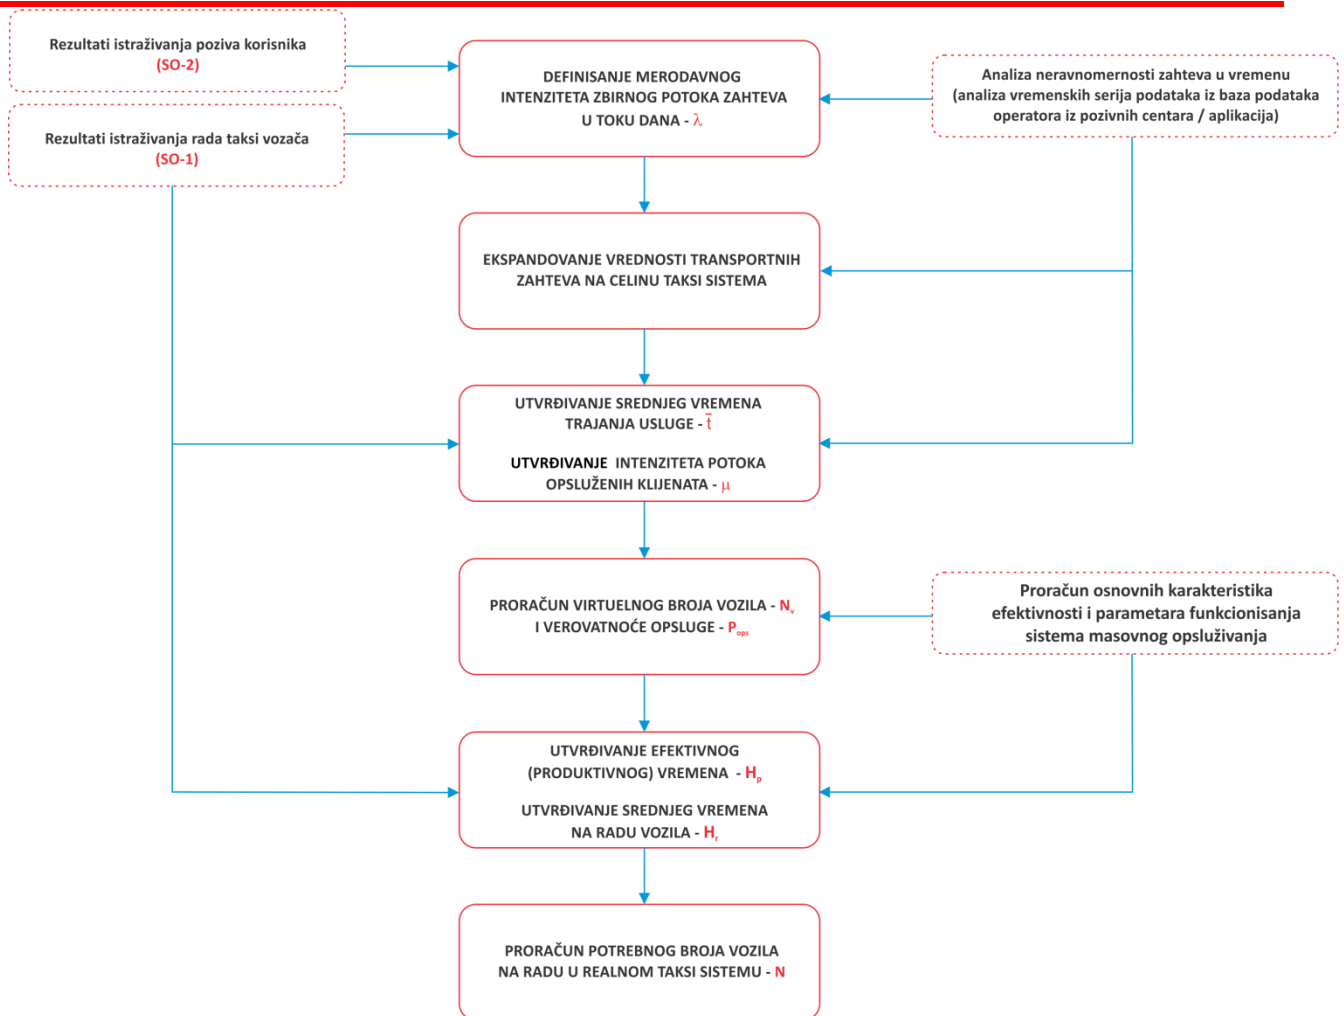 Rezultati istraživanja poziva korisnika
(SO-2)
Rezultati istraživanja rada taksi vozača
(SO-1)
DEFINISANJE MERODAVNOG
INTENZITETA ZBIRNOG POTOKA ZAHTEVA
U TOKU DANA - λ
Analiza neravnomernosti zahteva u vremenu
(analiza vremenskih serija podataka iz baza podataka
operatora iz pozivnih centara / aplikacija)
EKSPANDOVANJE VREDNOSTI TRANSPORTNIH
ZAHTEVA NA CELINU TAKSI SISTEMA
UTVRĐIVANJE SREDNJEG VREMENA
TRAJANJA USLUGE - t̄
UTVRĐIVANJE INTENZITETA POTOKA
OPSLUŽENIH KLIJENATA - μ
PRORAČUN VIRTUELNOG BROJA VOZILA - Nᵥ
I VEROVATNOĆE OPSLUGE - Pops
Proračun osnovnih karakteristika
efektivnosti i parametara funkcionisanja
sistema masovnog opsluživanja
UTVRĐIVANJE EFEKTIVNOG
(PRODUKTIVNOG) VREMENA - Hₚ
UTVRĐIVANJE SREDNJEG VREMENA
NA RADU VOZILA - Hᵣ
PRORAČUN POTREBNOG BROJA VOZILA
NA RADU U REALNOM TAKSI SISTEMU - N